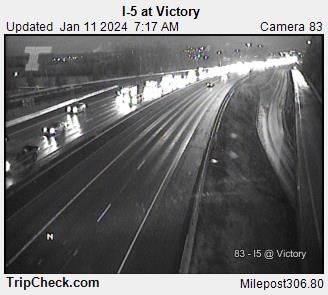 I-5 at Victory
Updated  Jan 11 2024  7:17 AM
Camera 83
T
N
83 - I5 @ Victory
TripCheck.com
Milepost306.80